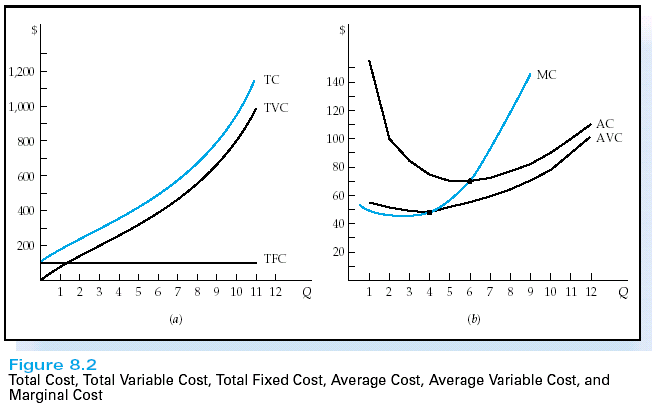 $
1,200
1,000
800
600
400
200
TC
TVC
TFC
1 2 3 4 5 6 7 8 9 10 11 12 Q
(a)
$
140
120
100
80
60
40
20
MC
AC
AVC
1 2 3 4 5 6 7 8 9 10 11 12 Q
(b)
Figure 8.2
Total Cost, Total Variable Cost, Total Fixed Cost, Average Cost, Average Variable Cost, and
Marginal Cost